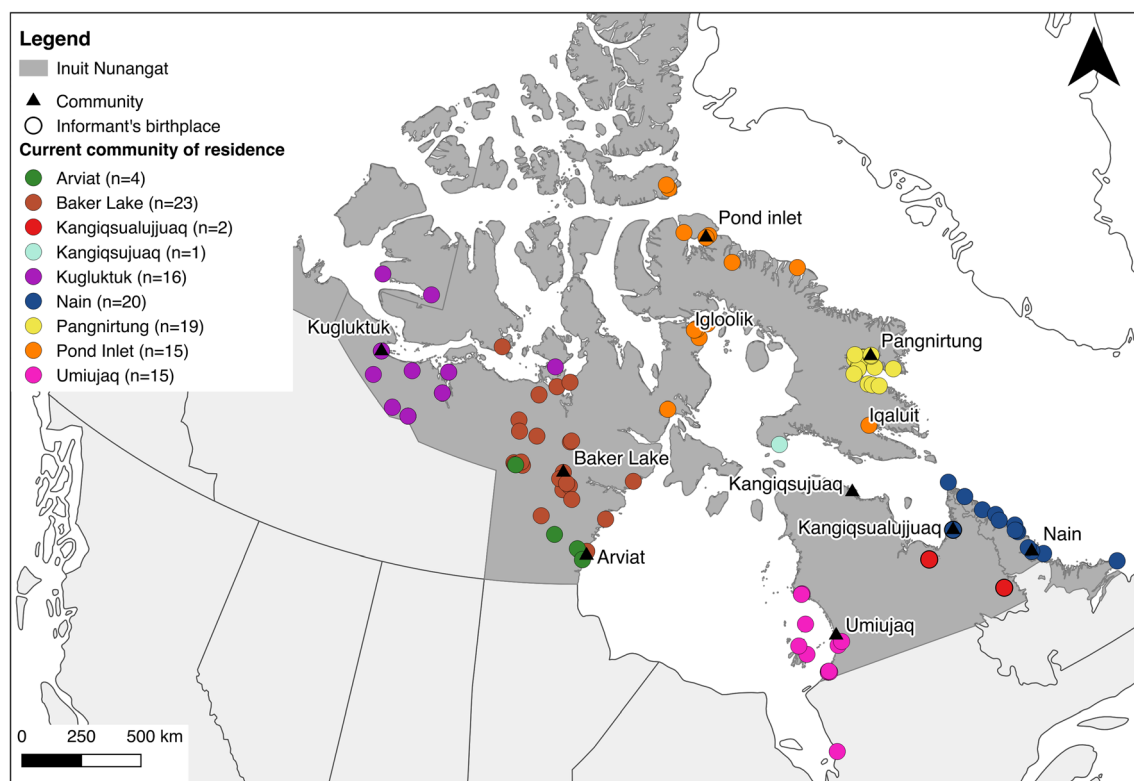 Legend
Inuit Nunangat
Community
Informant's birthplace
Current community of residence
Arviat (n=4)
Baker Lake (n=23)
Kangiqsualujjuaq (n=2)
Kangiqsujuaq (n=1)
Kugluktuk (n=16)
Nain (n=20)
Pangnirtung (n=19)
Pond Inlet (n=15)
Umiujaq (n=15)
Pond inlet
Igloolik
Kugluktuk
Pangnirtung
Iqaluit
Baker Lake
Kangiqsujuaq
Kangiqsualujjuaq
Nain
Arviat
Umiujaq
0 250 500 km